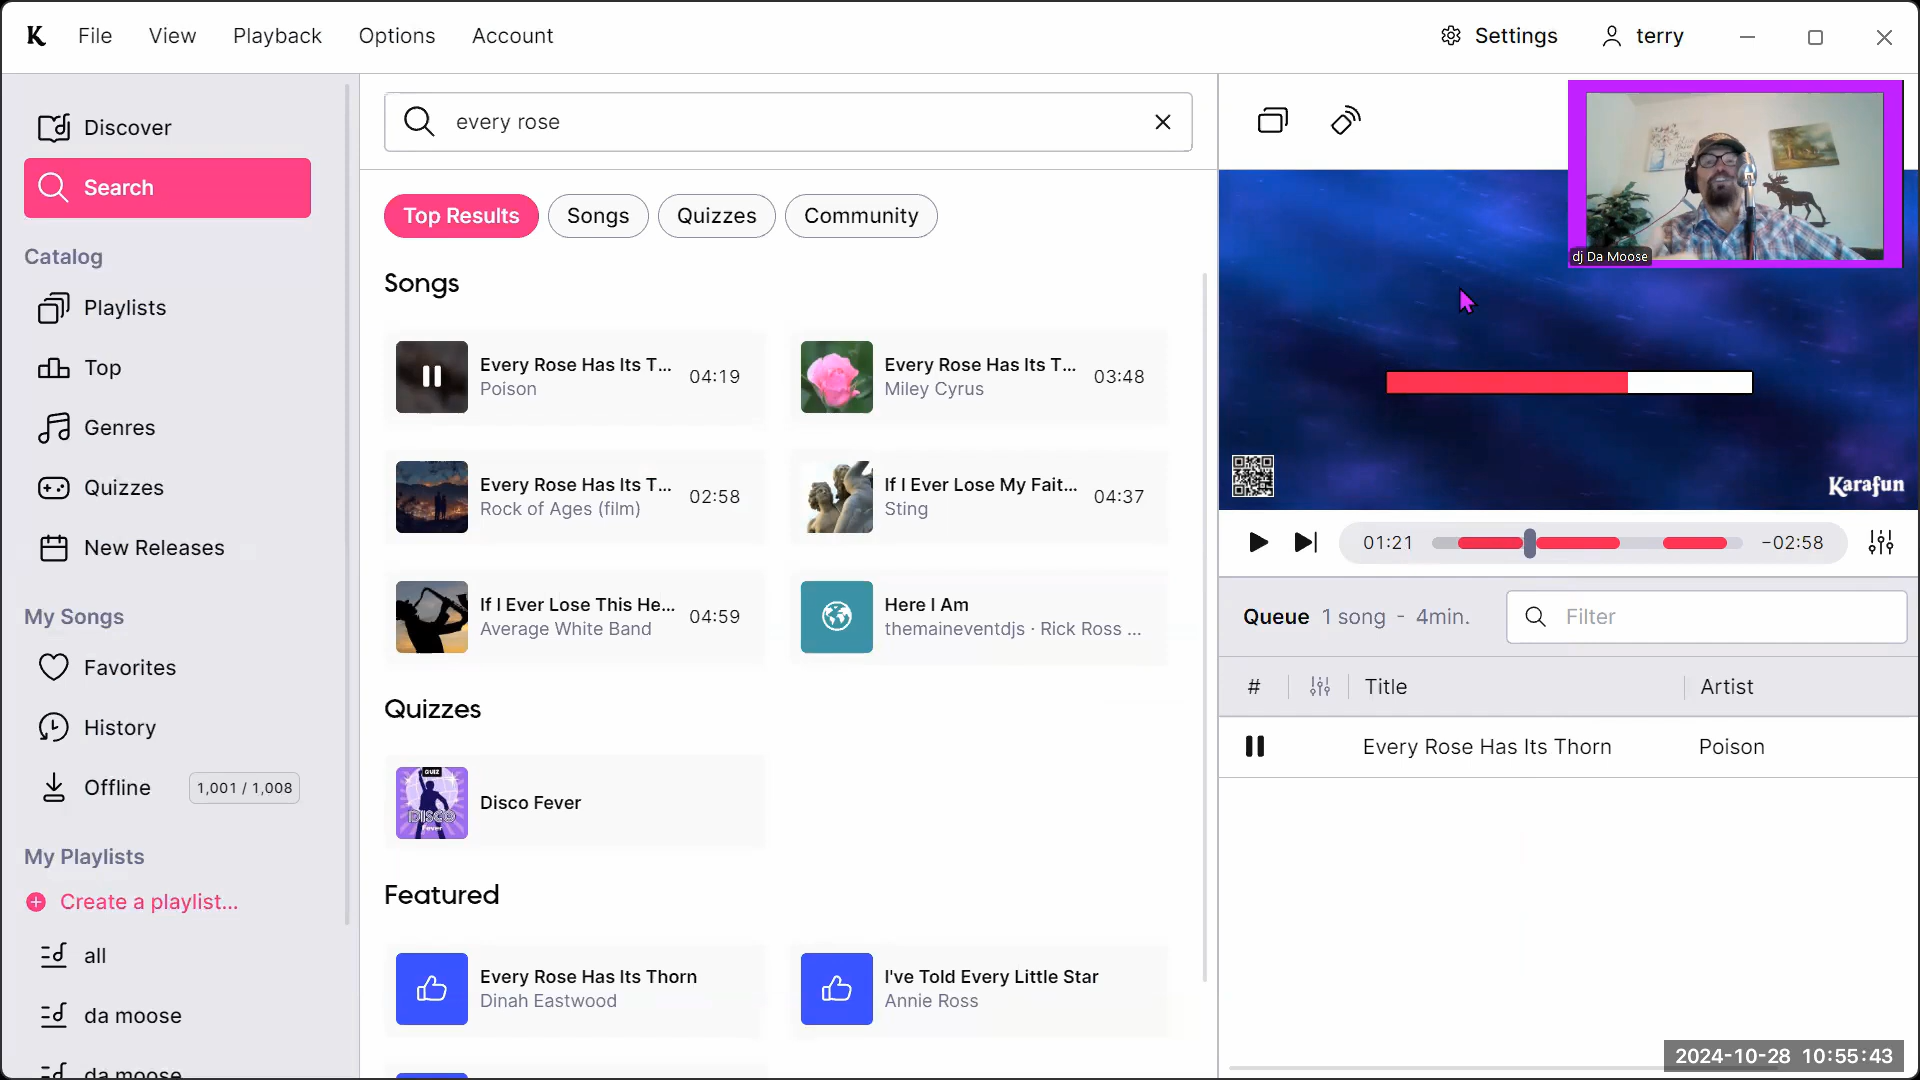 K File View Playback Options Account Settings terry
Discover
Search
Catalog
Playlists
Top
Genres
Quizzes
New Releases
My Songs
Favorites
History
Offline 1,001 / 1,008
My Playlists
Create a playlist...
all
da moose
da moose
every rose
Top Results Songs Quizzes Community
Songs
Every Rose Has Its T... 04:19
Poison
Every Rose Has Its T... 03:48
Miley Cyrus
Every Rose Has Its T... 02:58
Rock of Ages (film)
If I Ever Lose My Fait... 04:37
Sting
If I Ever Lose This He... 04:59
Average White Band
Here I Am
themaineventdjs · Rick Ross ...
Quizzes
QUIZ
DISCO
Fever
Disco Fever
Featured
Every Rose Has Its Thorn
Dinah Eastwood
I've Told Every Little Star
Annie Ross
dj Da Moose
Karafun
01:21 -02:58
Queue 1 song - 4min. Filter
# Title Artist
Every Rose Has Its Thorn Poison
2024-10-28 10:55:43